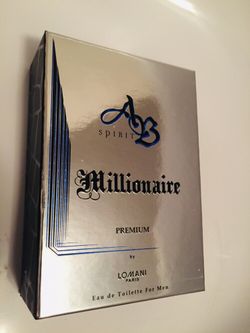 AB
SPIRIT
Millionaire
PREMIUM
by
LOMANI
PARIS
Eau de Toilette For Men